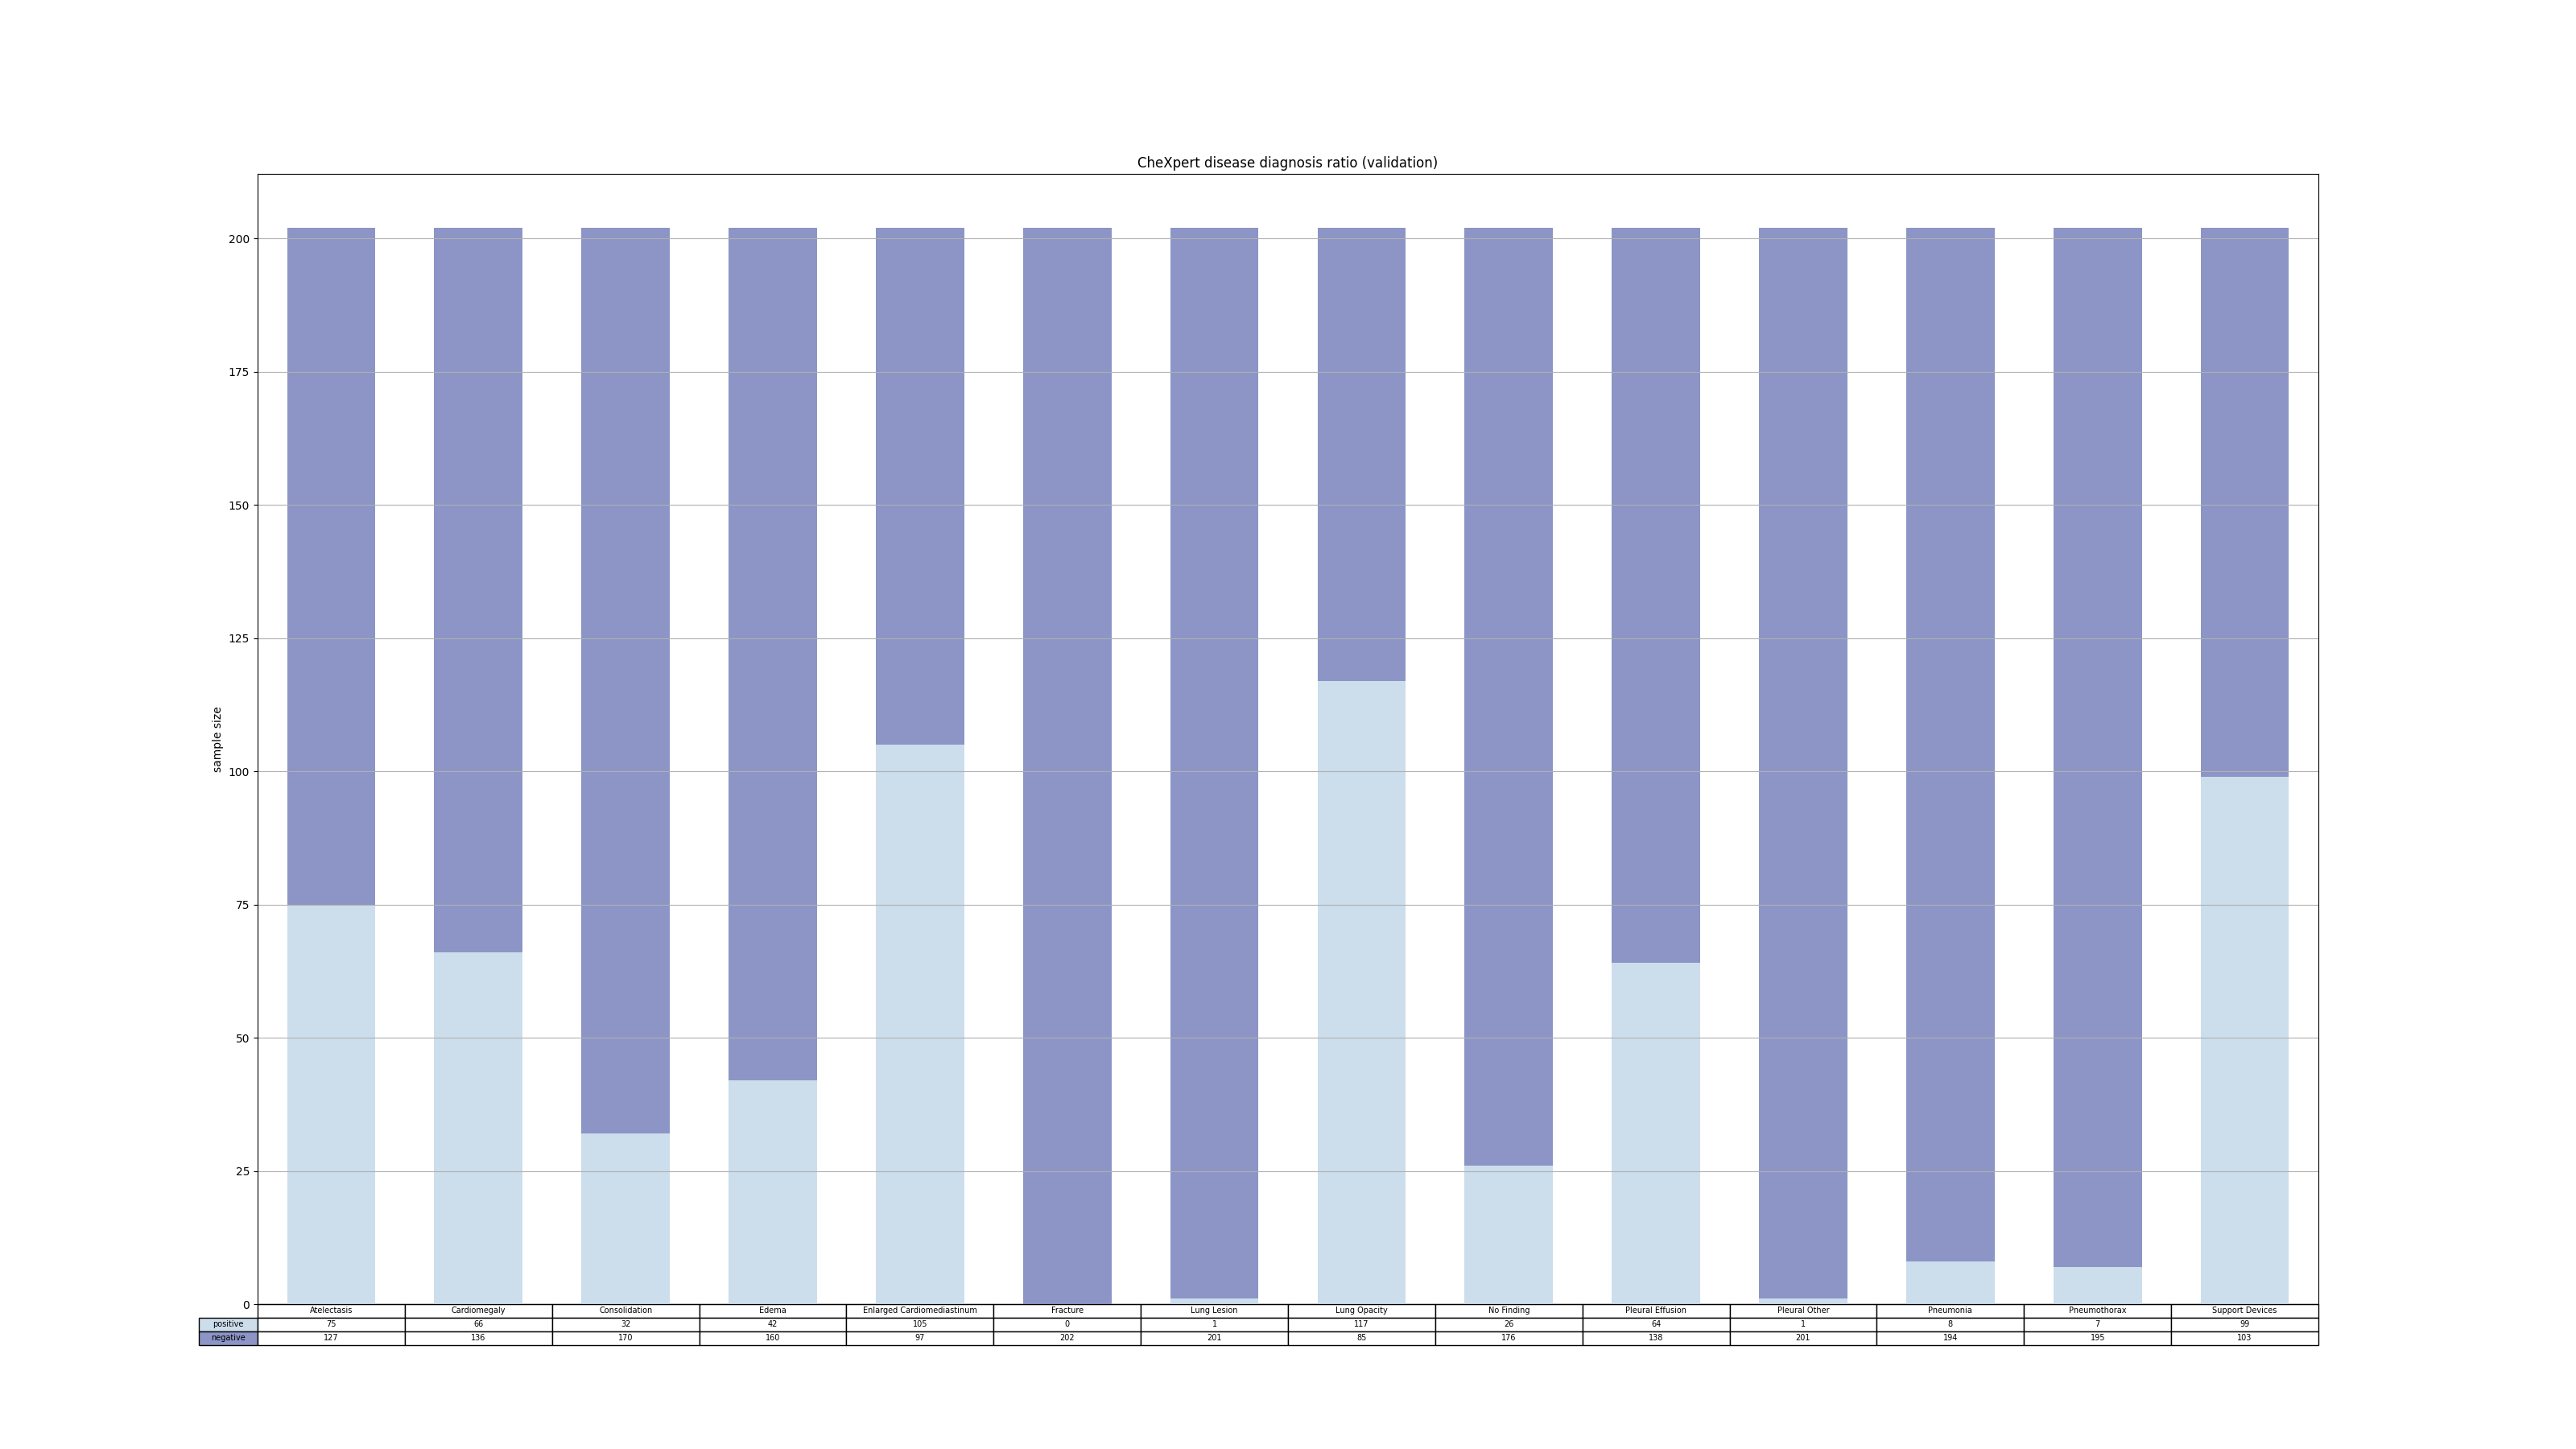 CheXpert disease diagnosis ratio (validation)
200
175
150
125
100
75
50
25
0
sample size
Atelectasis Cardiomegaly Consolidation Edema Enlarged Cardiomediastinum Fracture Lung Lesion Lung Opacity No Finding Pleural Effusion Pleural Other Pneumonia Pneumothorax Support Devices
positive 75 66 32 42 105 0 1 117 26 64 1 8 7 99
negative 127 136 170 160 97 202 201 85 176 138 201 194 195 103